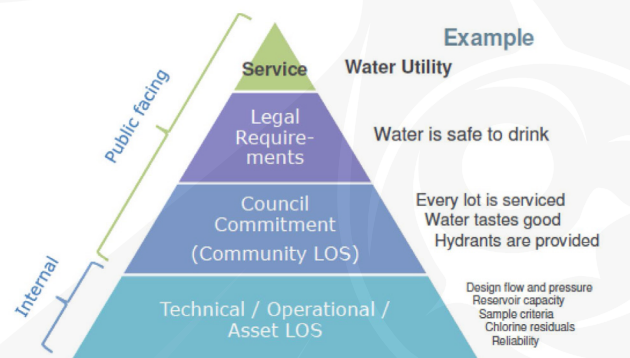 Example
Service
Water Utility
Public facing
Legal
Require-
ments
Water is safe to drink
Council
Commitment
(Community LOS)
Every lot is serviced
Water tastes good
Hydrants are provided
Internal
Technical / Operational /
Asset LOS
Design flow and pressure
Reservoir capacity
Sample criteria
Chlorine residuals
Reliability